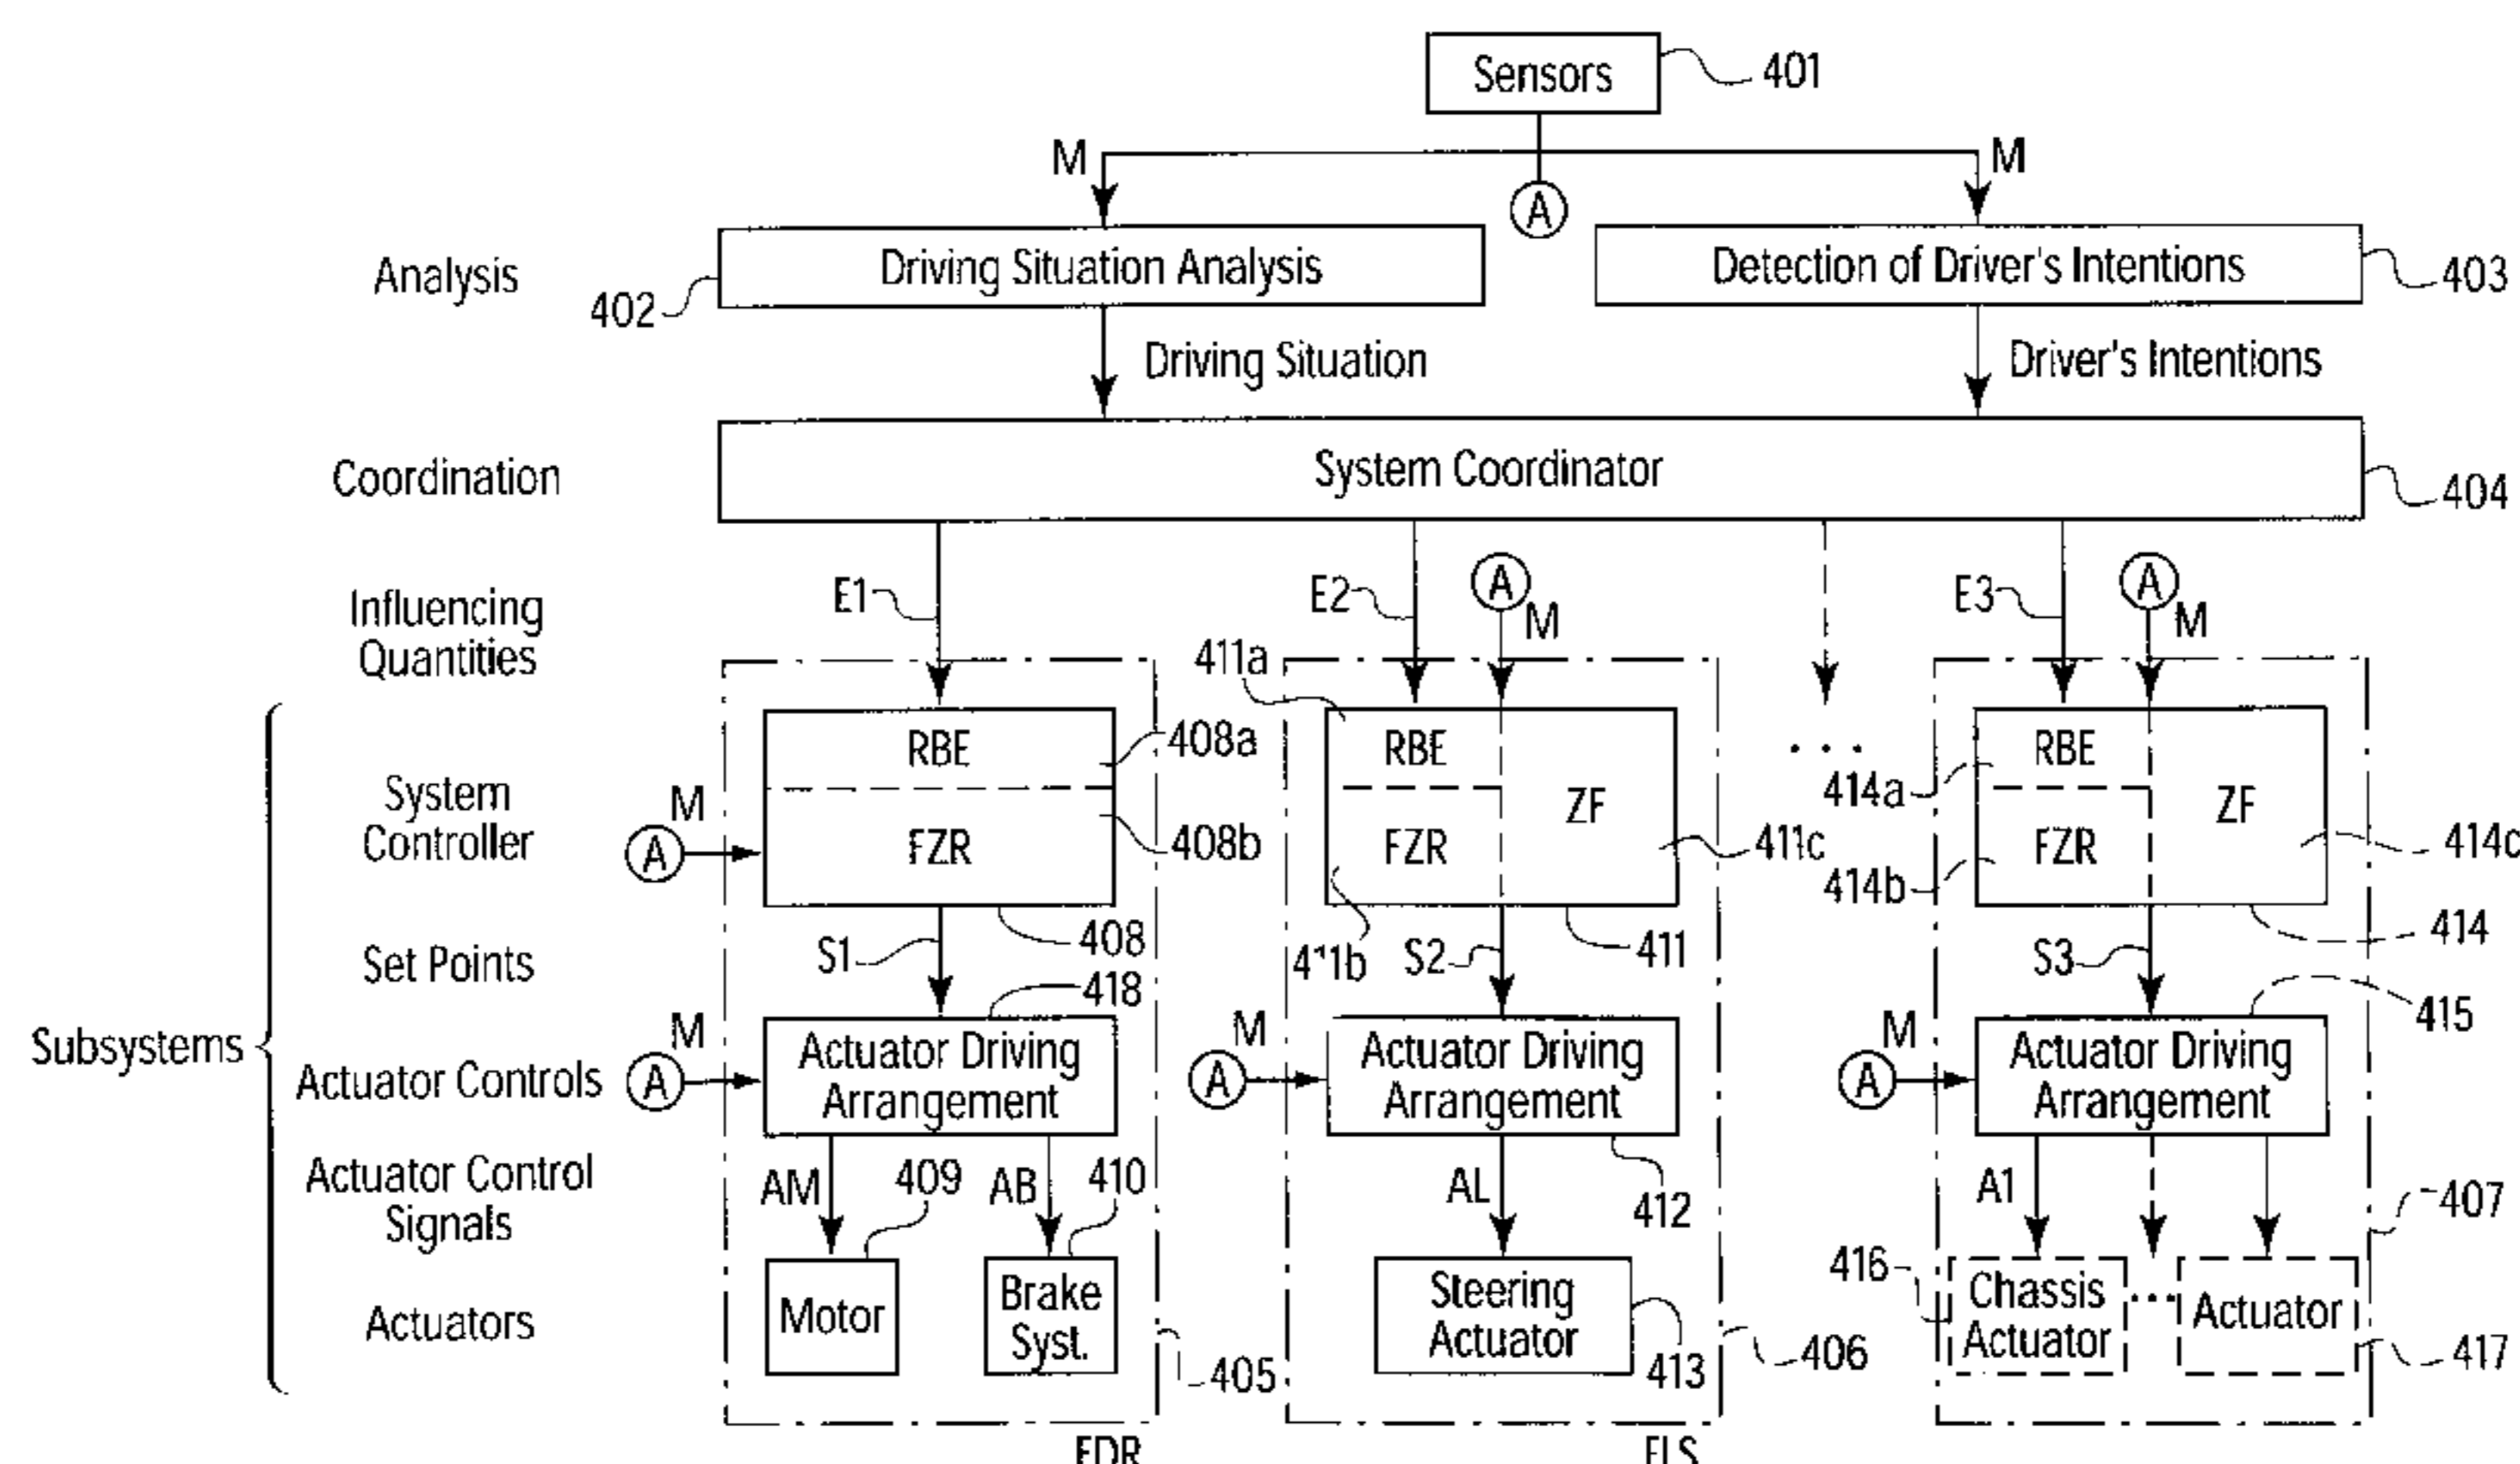 Sensors
401
M
M
A
Analysis
402
Driving Situation Analysis
Detection of Driver's Intentions
403
Driving Situation
Driver's Intentions
Coordination
System Coordinator
404
Influencing
Quantities
E1
E2
A
M
E3
A
M
411a
RBE
408a
RBE
. . .
414a
RBE
System
Controller
M
A
FZR
408b
FZR
ZF
411c
414b
FZR
ZF
414c
Set Points
S1
408
411b
S2
411
S3
414
418
415
Subsystems
Actuator Controls
M
A
Actuator Driving
Arrangement
M
A
Actuator Driving
Arrangement
M
A
Actuator Driving
Arrangement
Actuator Control
Signals
AM
409
AB
410
AL
412
A1
407
Actuators
Motor
Brake
Syst.
405
Steering
Actuator
413
406
416
Chassis
Actuator
...
Actuator
417